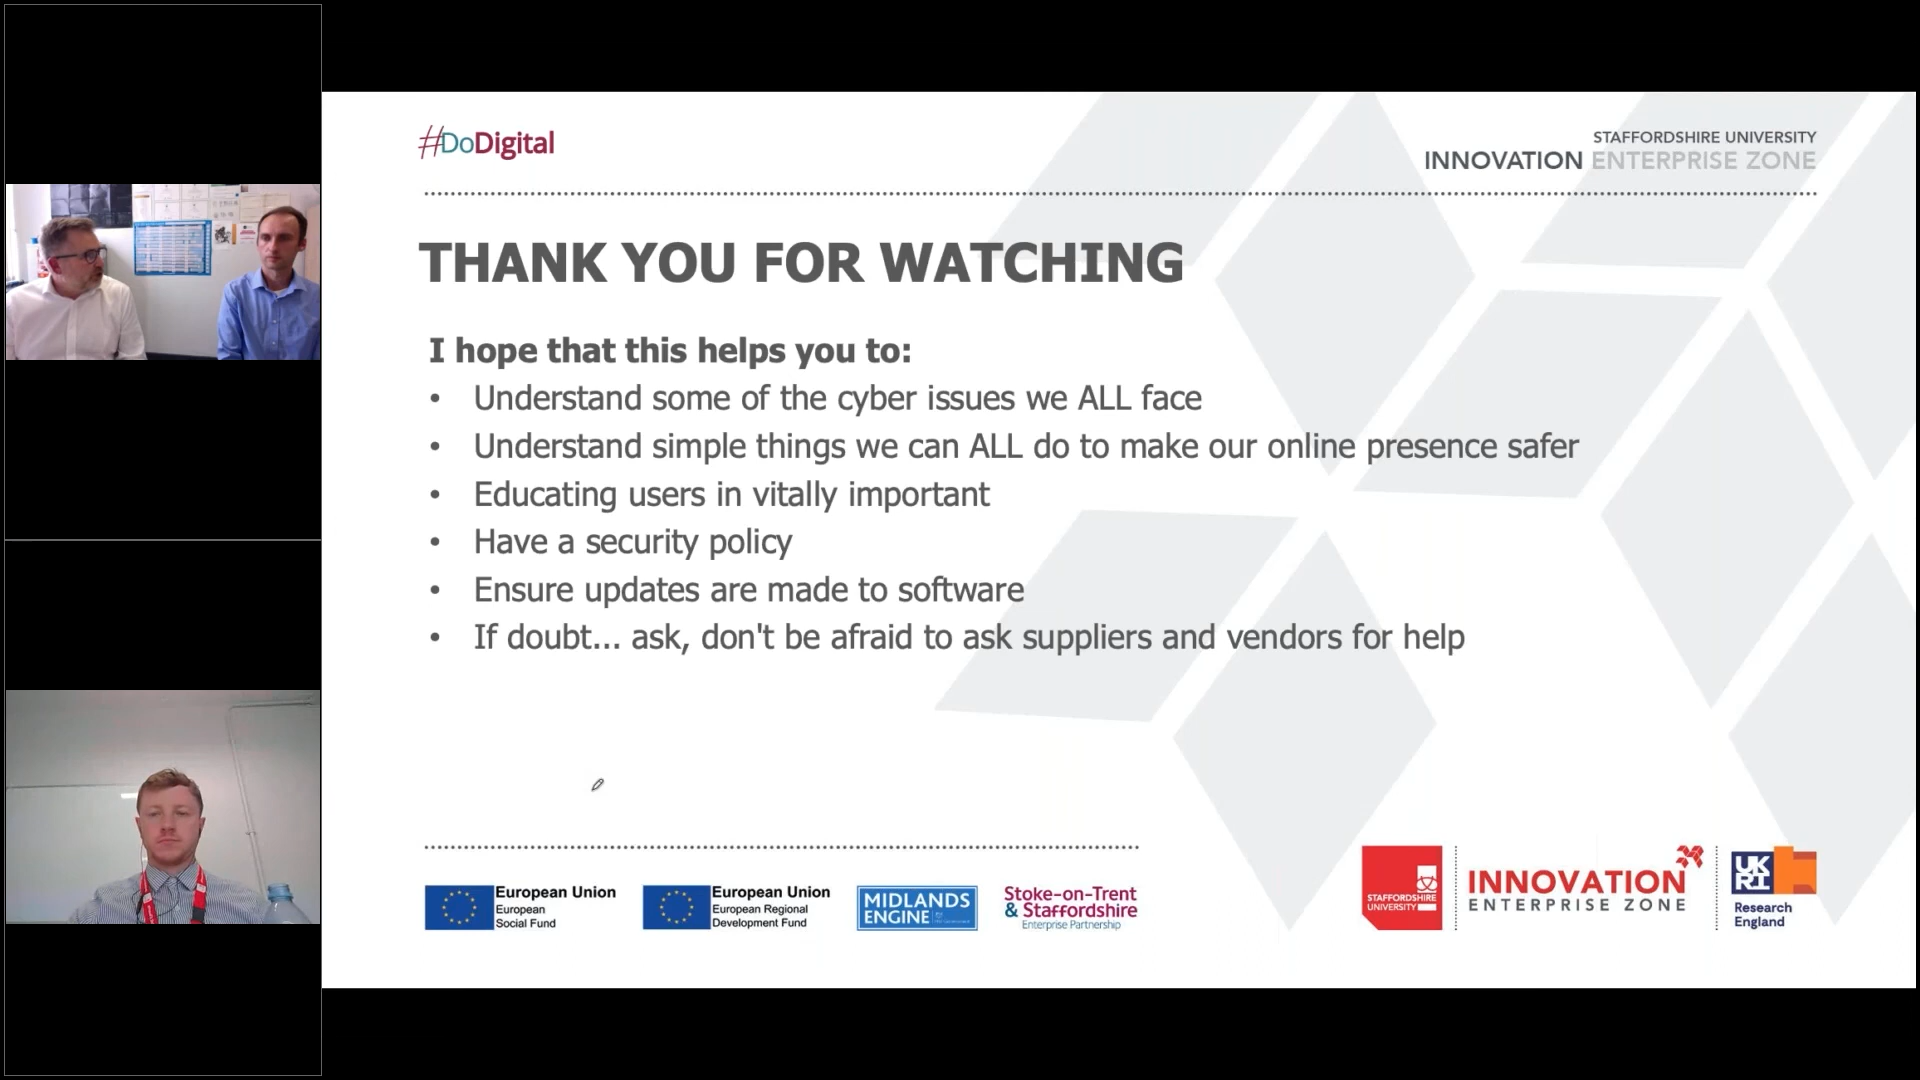 #DoDigital
STAFFORDSHIRE UNIVERSITY
INNOVATION ENTERPRISE ZONE
THANK YOU FOR WATCHING
I hope that this helps you to:
• Understand some of the cyber issues we ALL face
• Understand simple things we can ALL do to make our online presence safer
• Educating users in vitally important
• Have a security policy
• Ensure updates are made to software
• If doubt... ask, don't be afraid to ask suppliers and vendors for help
European Union
European
Social Fund
European Union
European Regional
Development Fund
MIDLANDS
ENGINE
Stoke-on-Trent
& Staffordshire
Enterprise Partnership
STAFFORDSHIRE
UNIVERSITY
INNOVATION
ENTERPRISE ZONE
UK
RI
Research
England